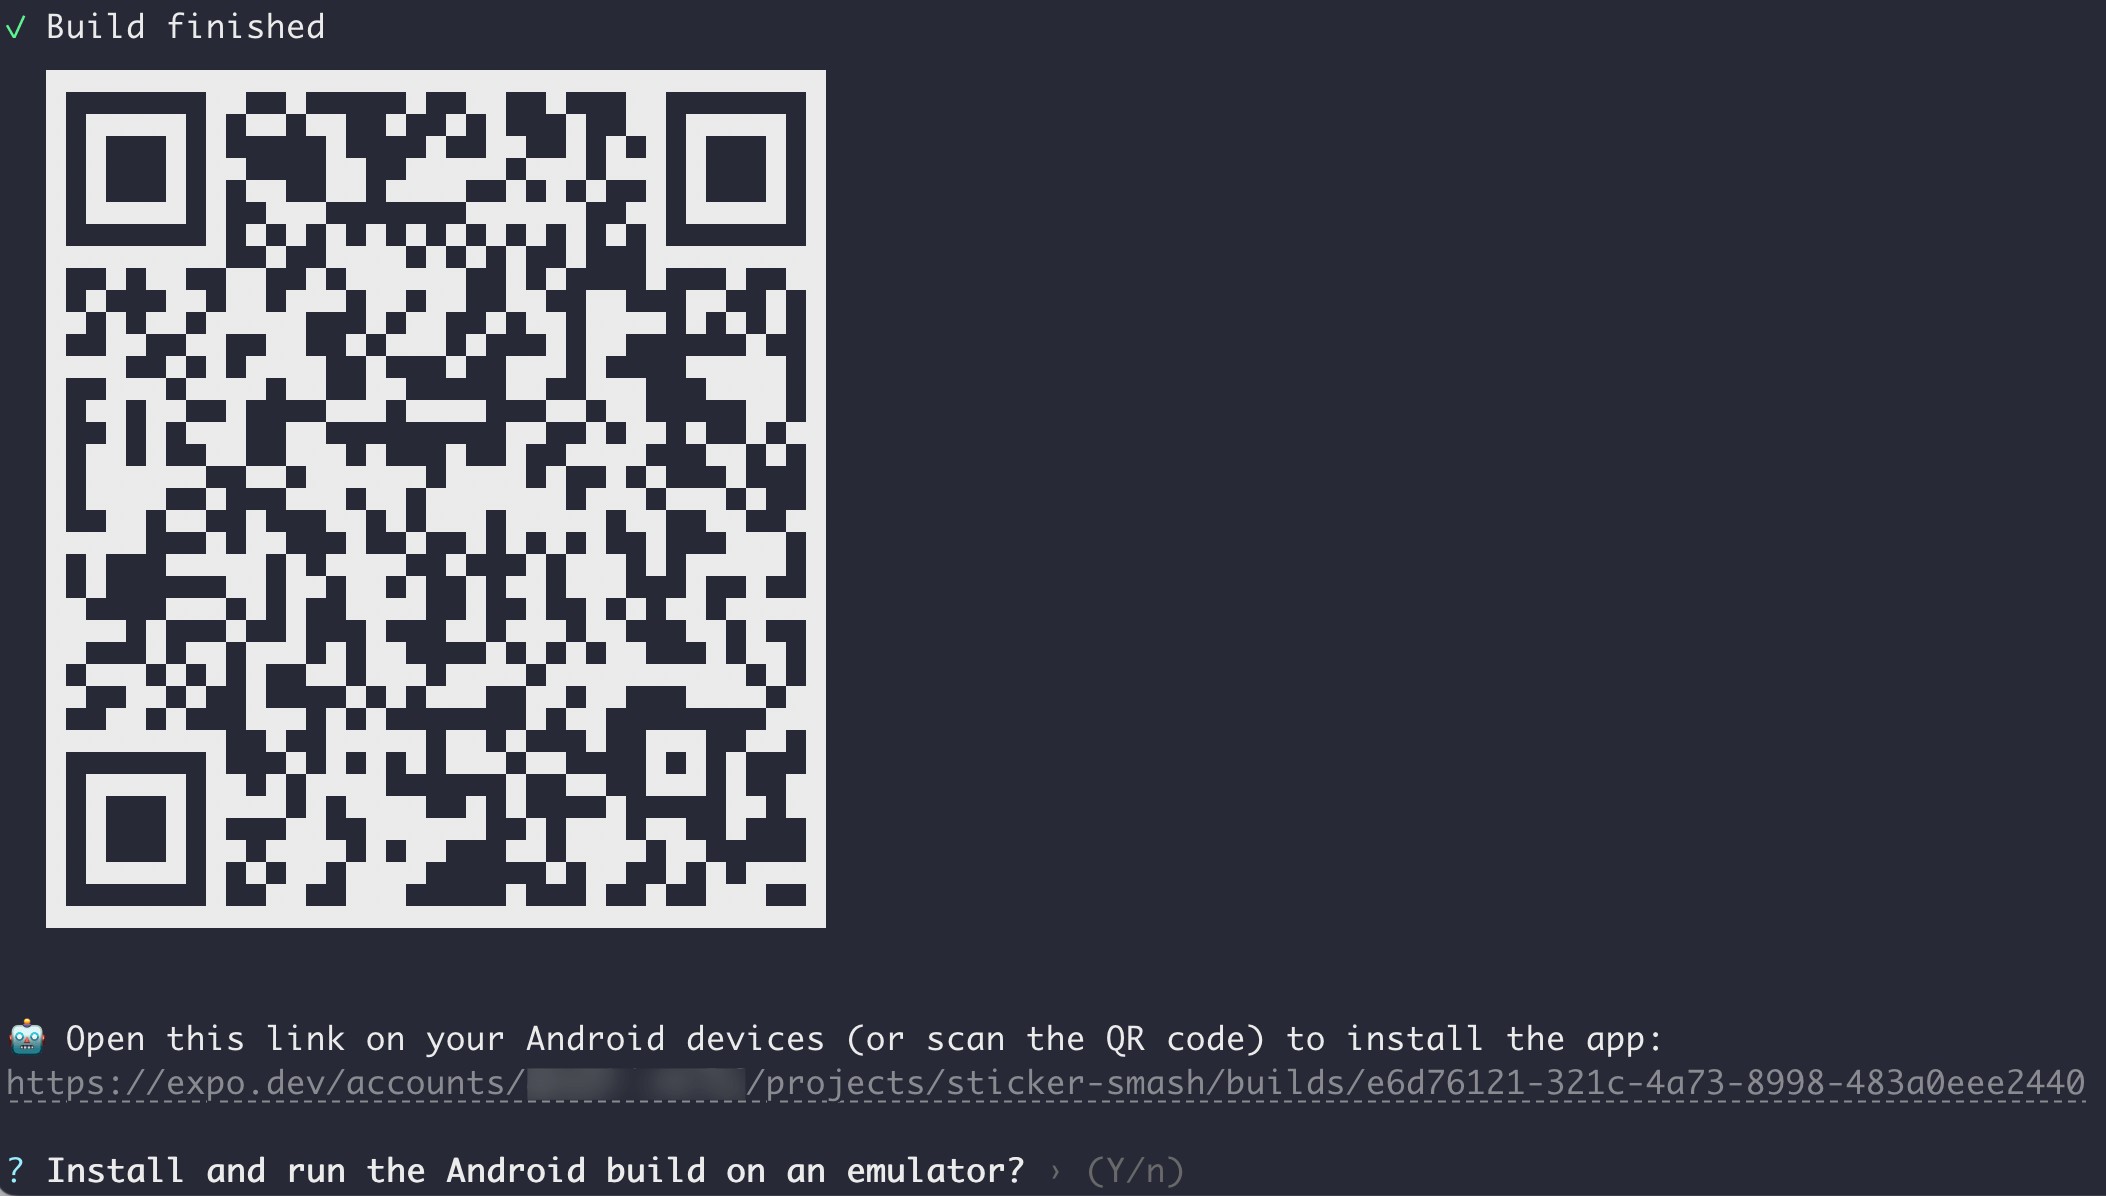 ✓ Build finished
🤖 Open this link on your Android devices (or scan the QR code) to install the app:
https://expo.dev/accounts/ /projects/sticker-smash/builds/e6d76121-321c-4a73-8998-483a0eee2440
? Install and run the Android build on an emulator? › (Y/n)